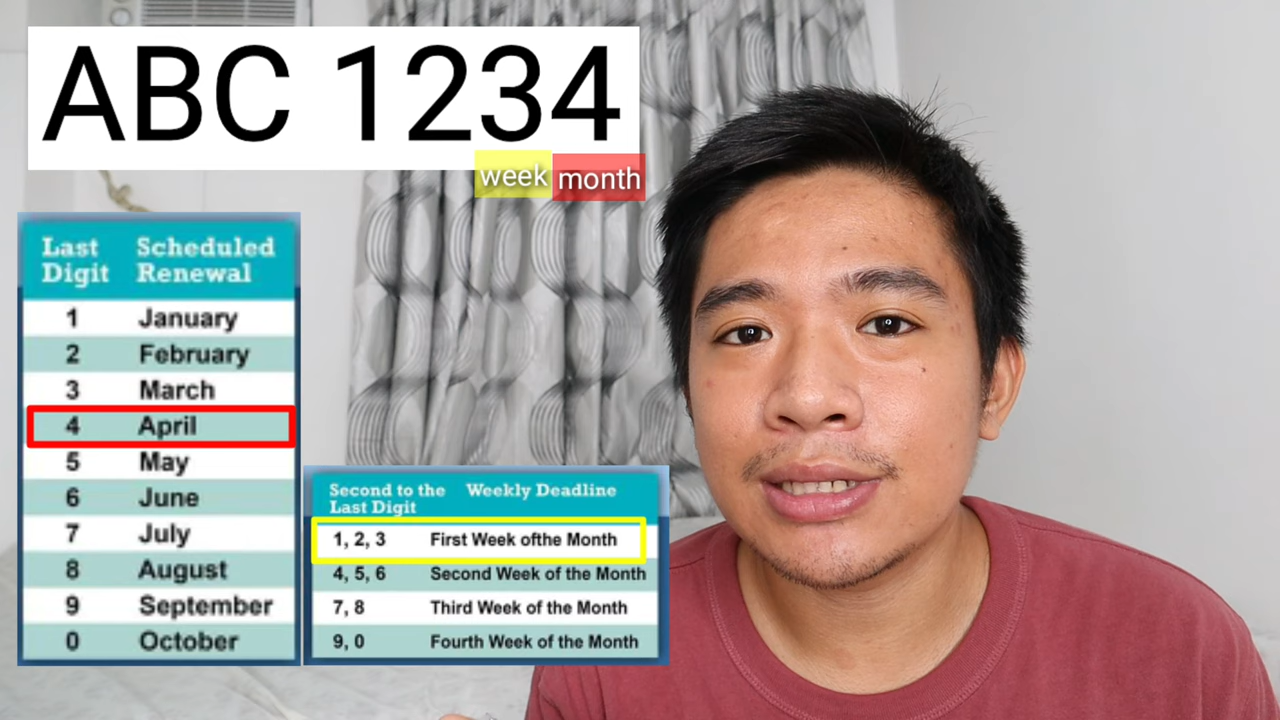 ABC 1234
week month
Last Digit Scheduled Renewal
1 January
2 February
3 March
4 April
5 May
6 June
7 July
8 August
9 September
0 October
Second to the Last Digit Weekly Deadline
1, 2, 3 First Week ofthe Month
4, 5, 6 Second Week of the Month
7, 8 Third Week of the Month
9, 0 Fourth Week of the Month